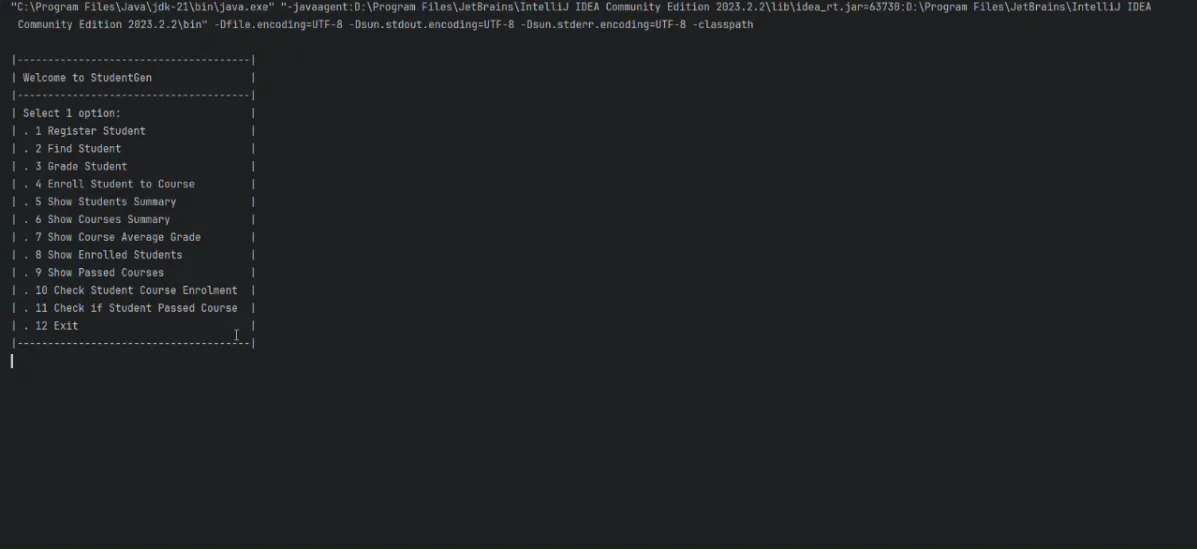 "C:\Program Files\Java\jdk-21\bin\java.exe" "-javaagent:D:\Program Files\JetBrains\IntelliJ IDEA Community Edition 2023.2.2\lib\idea_rt.jar=63730:D:\Program Files\JetBrains\IntelliJ IDEA
Community Edition 2023.2.2\bin" -Dfile.encoding=UTF-8 -Dsun.stdout.encoding=UTF-8 -Dsun.stderr.encoding=UTF-8 -classpath
|--------------------------------------|
| Welcome to StudentGen |
|--------------------------------------|
| Select 1 option: |
| . 1 Register Student |
| . 2 Find Student |
| . 3 Grade Student |
| . 4 Enroll Student to Course |
| . 5 Show Students Summary |
| . 6 Show Courses Summary |
| . 7 Show Course Average Grade |
| . 8 Show Enrolled Students |
| . 9 Show Passed Courses |
| . 10 Check Student Course Enrolment |
| . 11 Check if Student Passed Course |
| . 12 Exit |
|--------------------------------------|